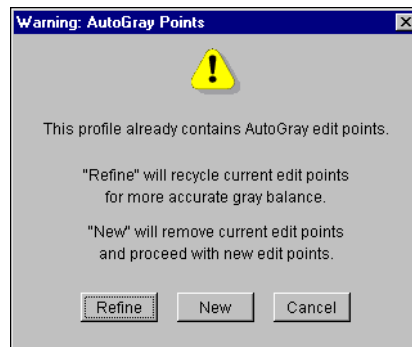 Warning: AutoGray Points
This profile already contains AutoGray edit points.
"Refine" will recycle current edit points
for more accurate gray balance.
"New" will remove current edit points
and proceed with new edit points.
Refine New Cancel